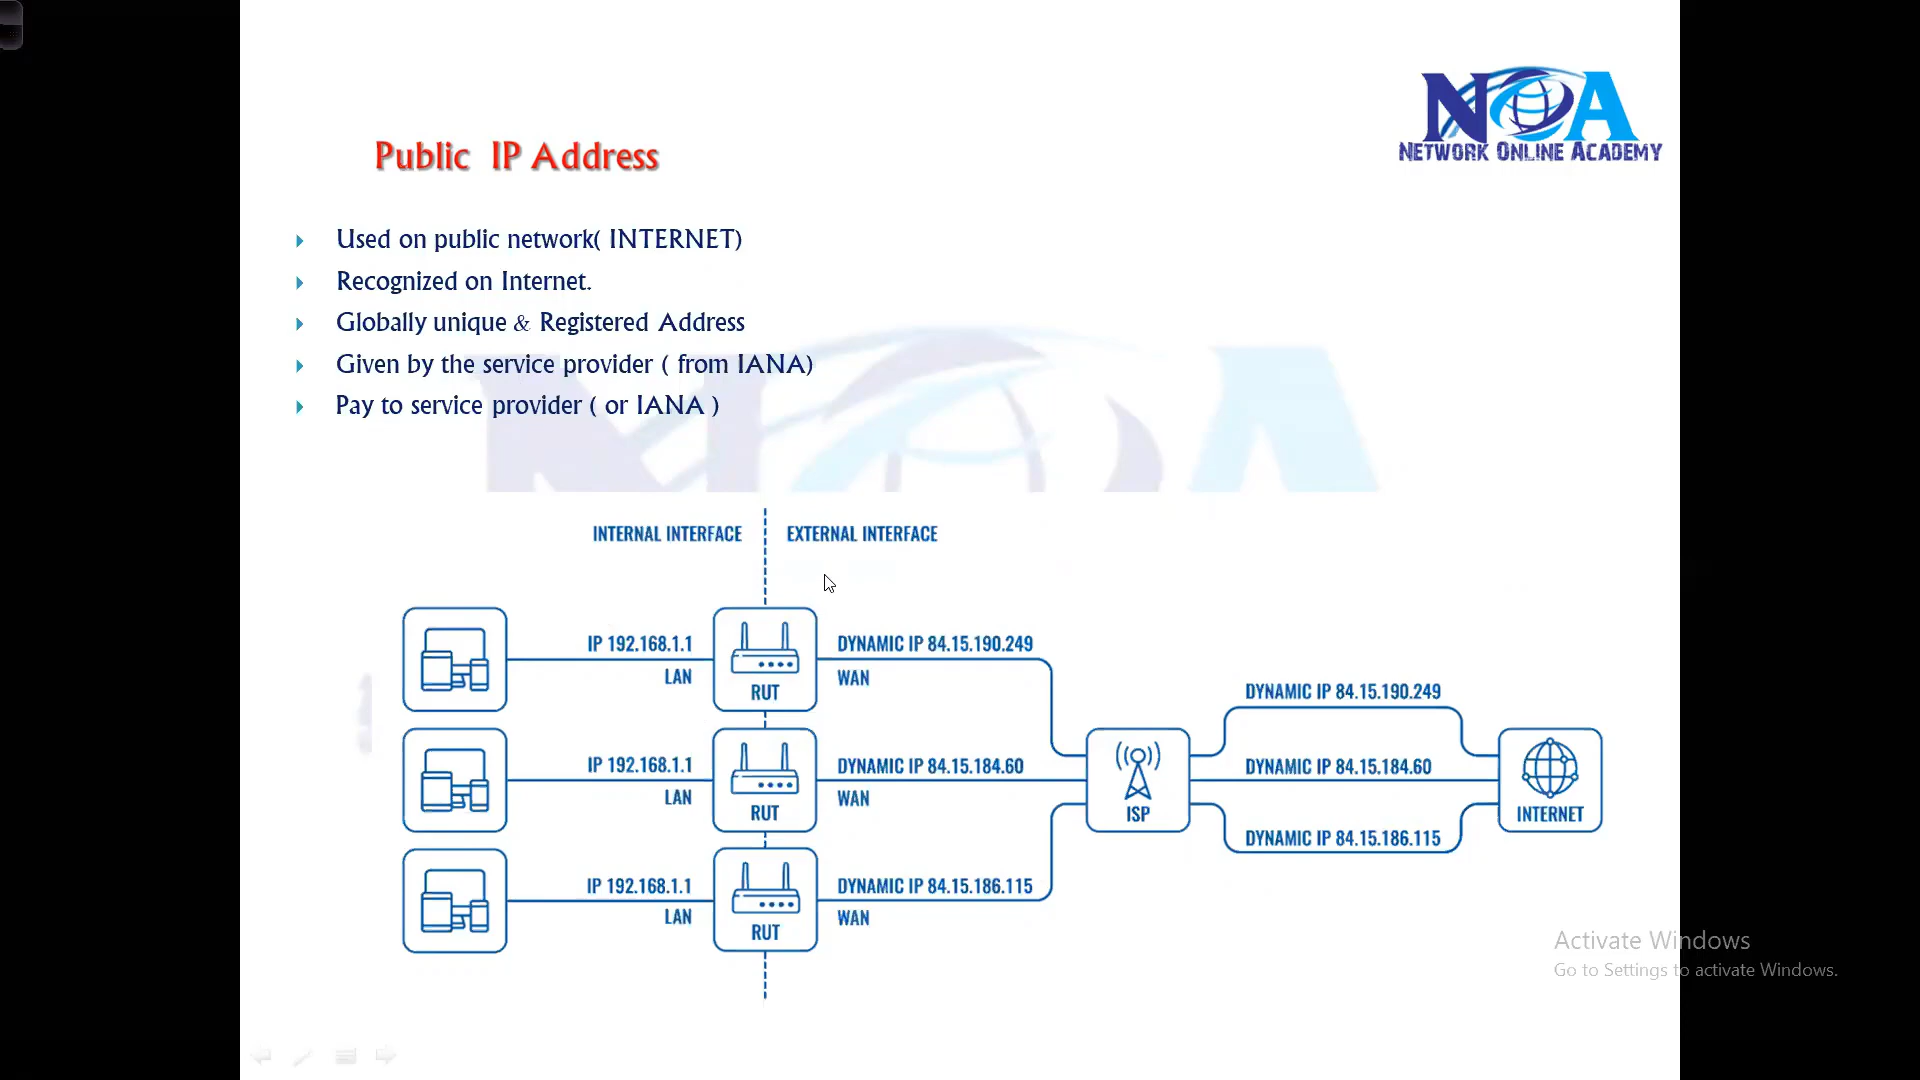 NOA
NETWORK ONLINE ACADEMY
Public IP Address
Used on public network( INTERNET)
Recognized on Internet.
Globally unique & Registered Address
Given by the service provider ( from IANA)
Pay to service provider ( or IANA )
INTERNAL INTERFACE
EXTERNAL INTERFACE
IP 192.168.1.1
LAN
RUT
DYNAMIC IP 84.15.190.249
WAN
IP 192.168.1.1
LAN
RUT
DYNAMIC IP 84.15.184.60
WAN
IP 192.168.1.1
LAN
RUT
DYNAMIC IP 84.15.186.115
WAN
ISP
DYNAMIC IP 84.15.190.249
DYNAMIC IP 84.15.184.60
DYNAMIC IP 84.15.186.115
INTERNET
Activate Windows
Go to Settings to activate Windows.